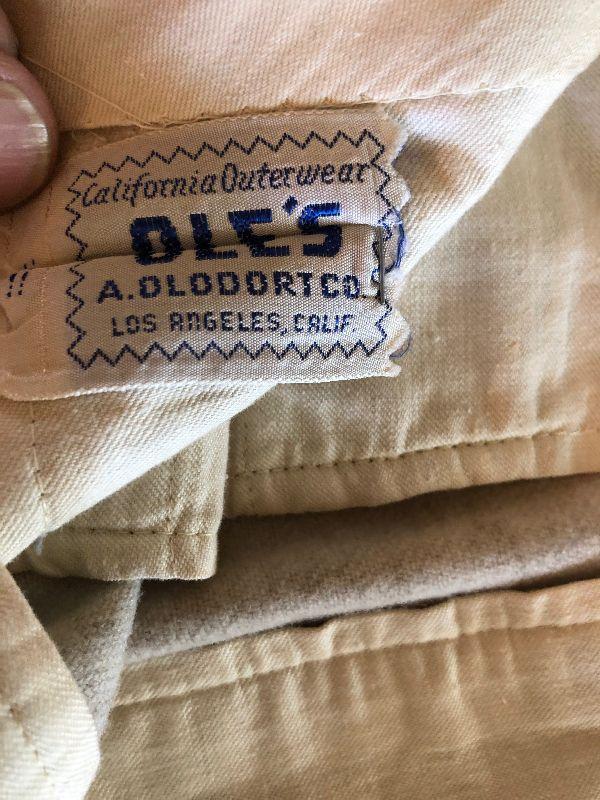 California Outerwear
OLE'S
A. OLODORT CO.
LOS ANGELES, CALIF.